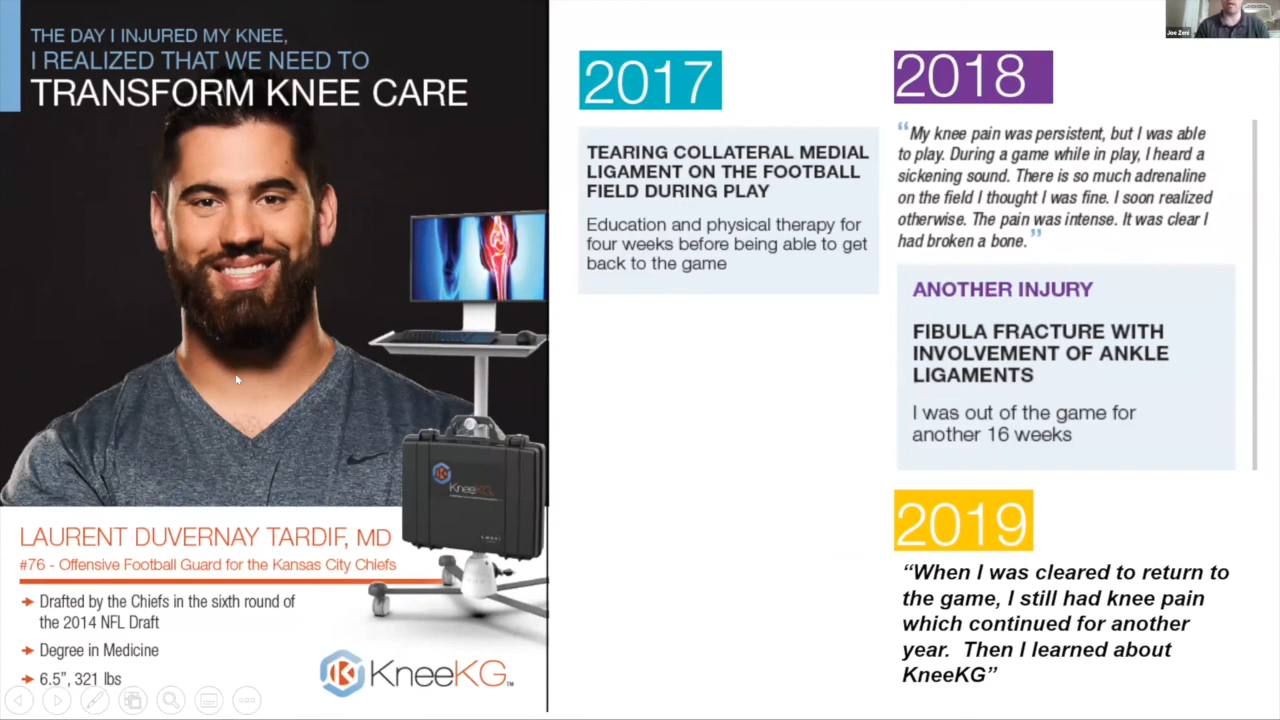 THE DAY I INJURED MY KNEE,
I REALIZED THAT WE NEED TO
TRANSFORM KNEE CARE
KneeKG
LAURENT DUVERNAY TARDIF, MD
#76 - Offensive Football Guard for the Kansas City Chiefs
Drafted by the Chiefs in the sixth round of
the 2014 NFL Draft
Degree in Medicine
6.5”, 321 lbs
KneeKG™
2017
TEARING COLLATERAL MEDIAL
LIGAMENT ON THE FOOTBALL
FIELD DURING PLAY
Education and physical therapy for
four weeks before being able to get
back to the game
2018
“My knee pain was persistent, but I was able
to play. During a game while in play, I heard a
sickening sound. There is so much adrenaline
on the field I thought I was fine. I soon realized
otherwise. The pain was intense. It was clear I
had broken a bone.”
ANOTHER INJURY
FIBULA FRACTURE WITH
INVOLVEMENT OF ANKLE
LIGAMENTS
I was out of the game for
another 16 weeks
2019
“When I was cleared to return to
the game, I still had knee pain
which continued for another
year. Then I learned about
KneeKG”
Joe Zeni